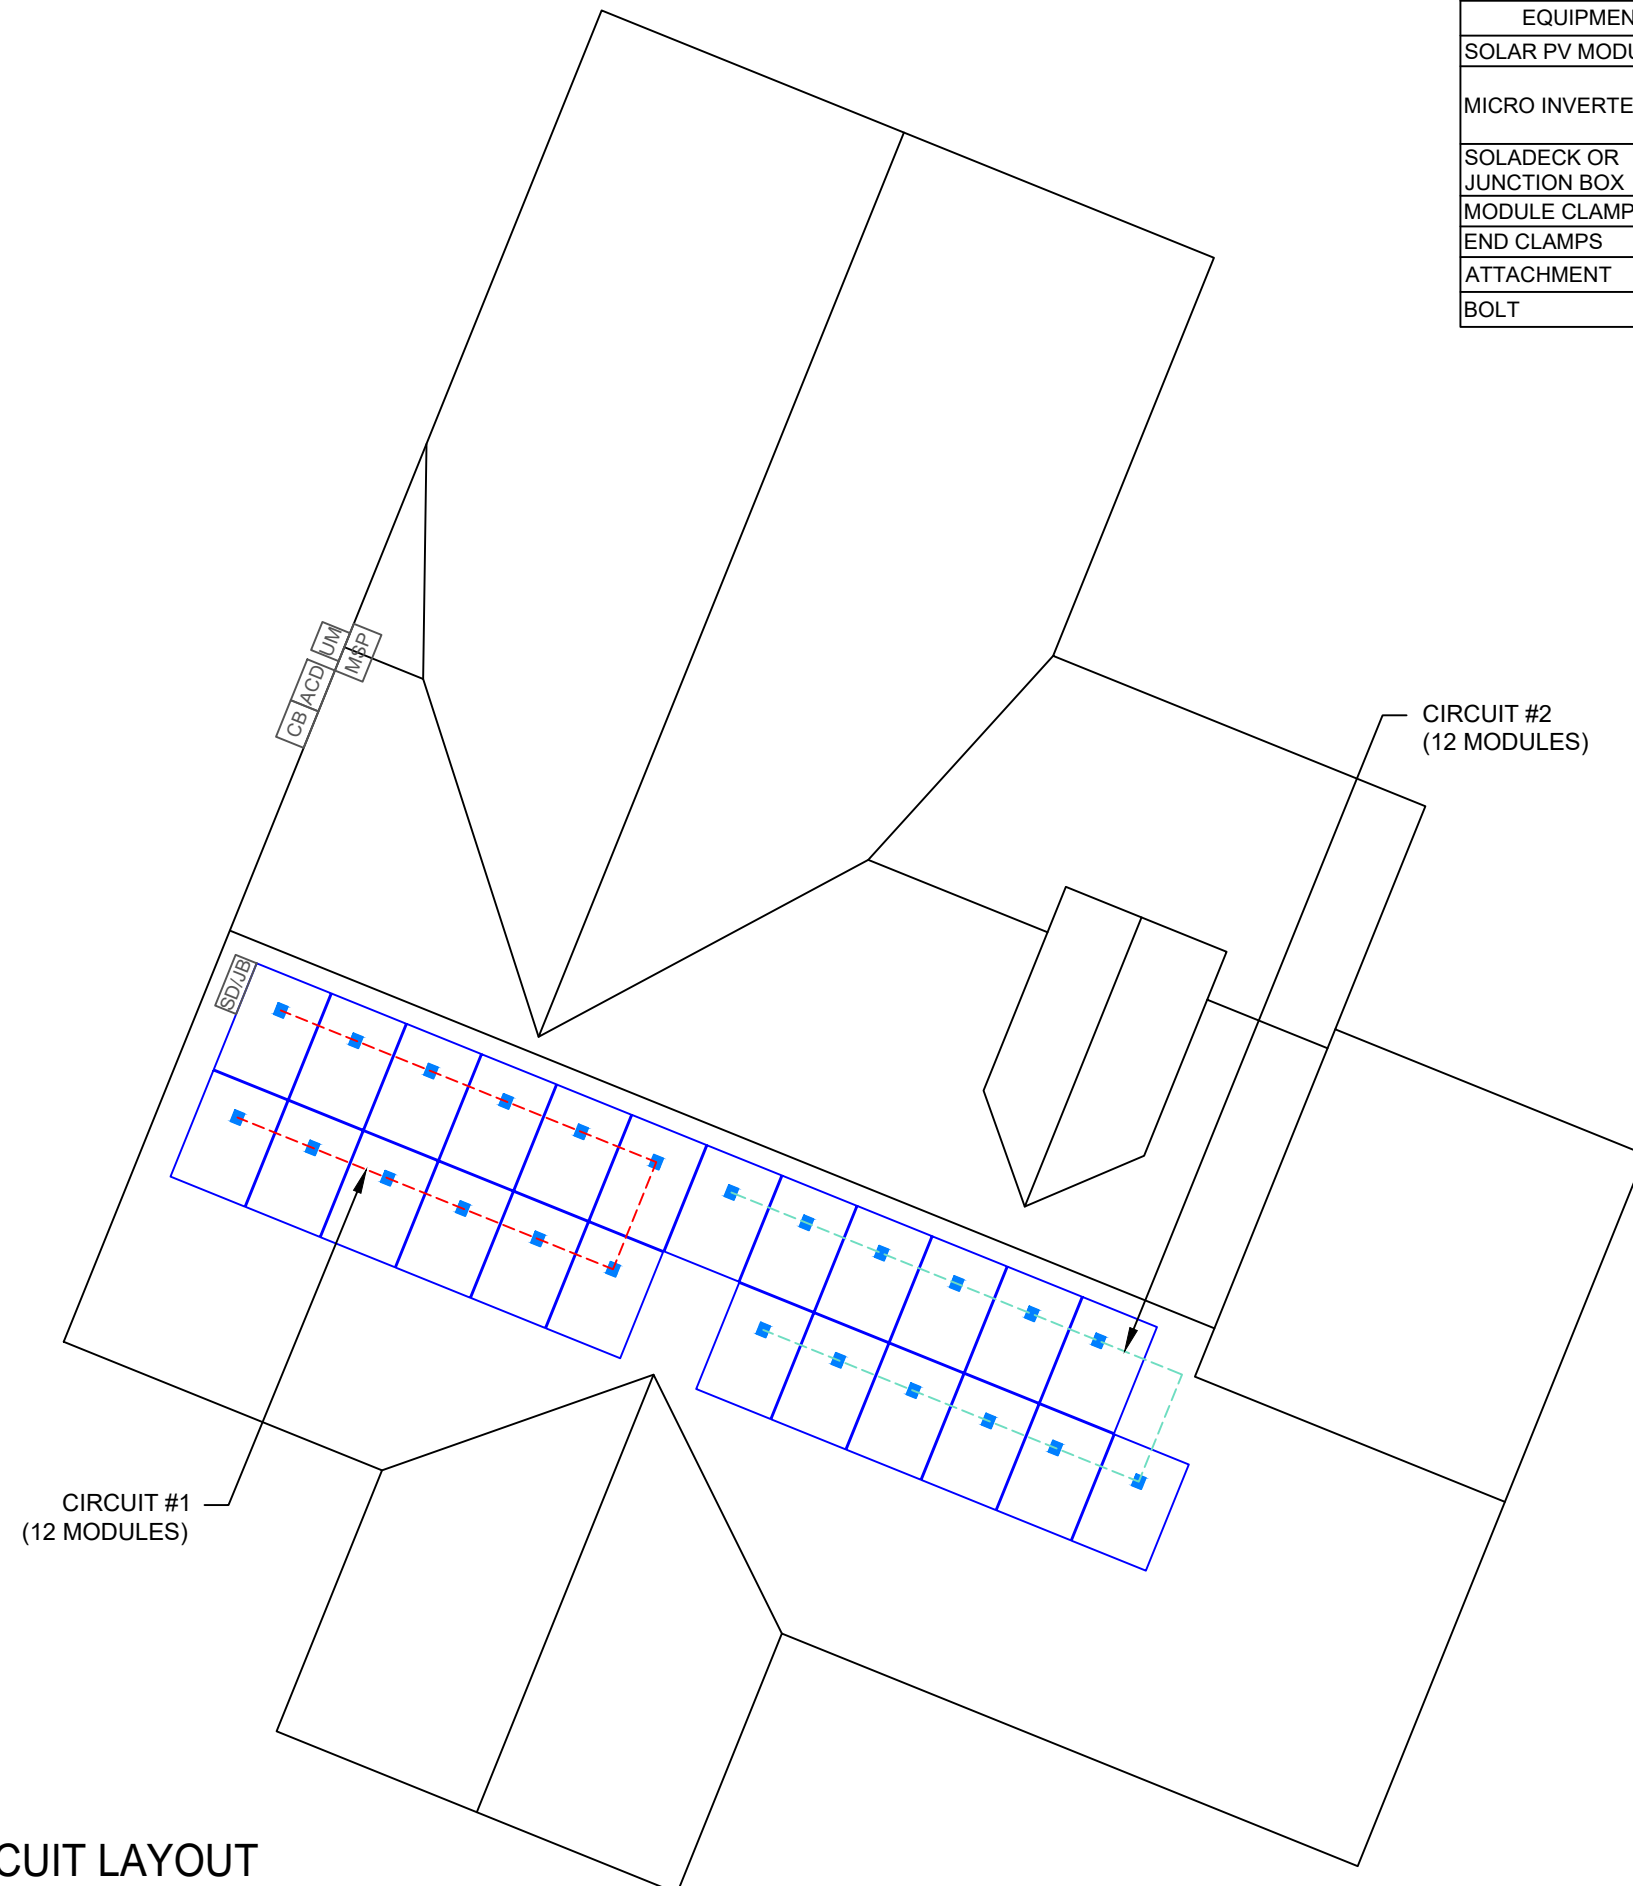 EQUIPMEN
SOLAR PV MODU
MICRO INVERTE
SOLADECK OR
JUNCTION BOX
MODULE CLAMP
END CLAMPS
ATTACHMENT
BOLT
UM
MSP
ACD
CB
CIRCUIT #2
(12 MODULES)
SD/JB
CIRCUIT #1
(12 MODULES)
CUIT LAYOUT